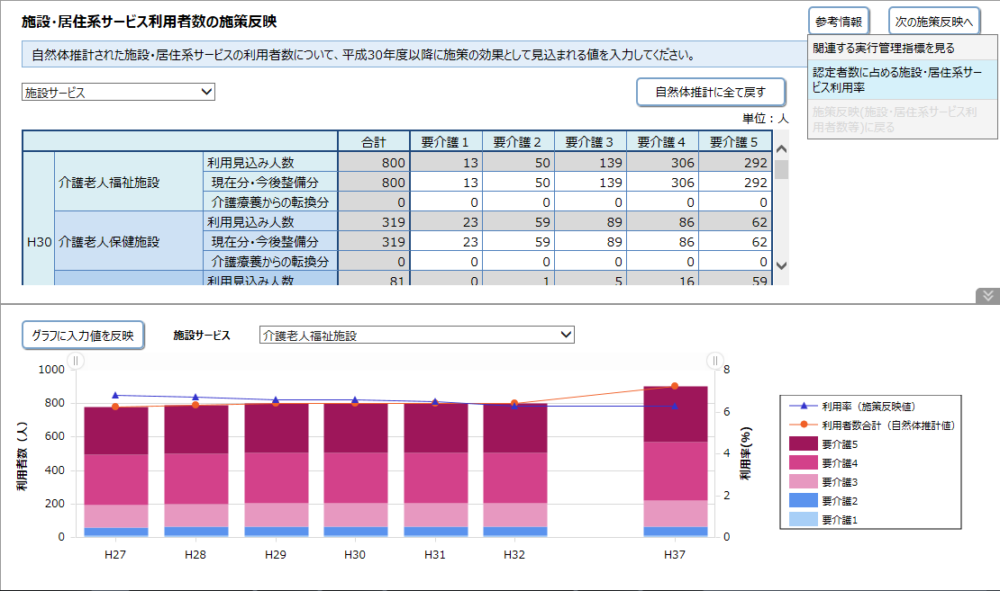 施設・居住系サービス利用者数の施策反映
参考情報
次の施策反映へ
自然体推計された施設・居住系サービスの利用者数について、平成30年度以降に施策の効果として見込まれる値を入力してください。
関連する実行管理指標を見る
認定者数に占める施設・居住系サー
ビス利用率
施策反映(施設・居住系サービス利
用者数等)に戻る
施設サービス
自然体推計に全て戻す
単位：人
合計 要介護１ 要介護２ 要介護３ 要介護４ 要介護５
H30 介護老人福祉施設 利用見込み人数 800 13 50 139 306 292
現在分・今後整備分 800 13 50 139 306 292
介護療養からの転換分 0 0 0 0 0 0
介護老人保健施設 利用見込み人数 319 23 59 89 86 62
現在分・今後整備分 319 23 59 89 86 62
介護療養からの転換分 0 0 0 0 0 0
利用見込み人数 81 0 1 5 16 59
グラフに入力値を反映
施設サービス
介護老人福祉施設
利用者数（人）
1000
800
600
400
200
0
H27 H28 H29 H30 H31 H32 H37
8
6
4
2
0
利用率(%)
利用率（施策反映値）
利用者数合計（自然体推計値）
要介護5
要介護4
要介護3
要介護2
要介護1